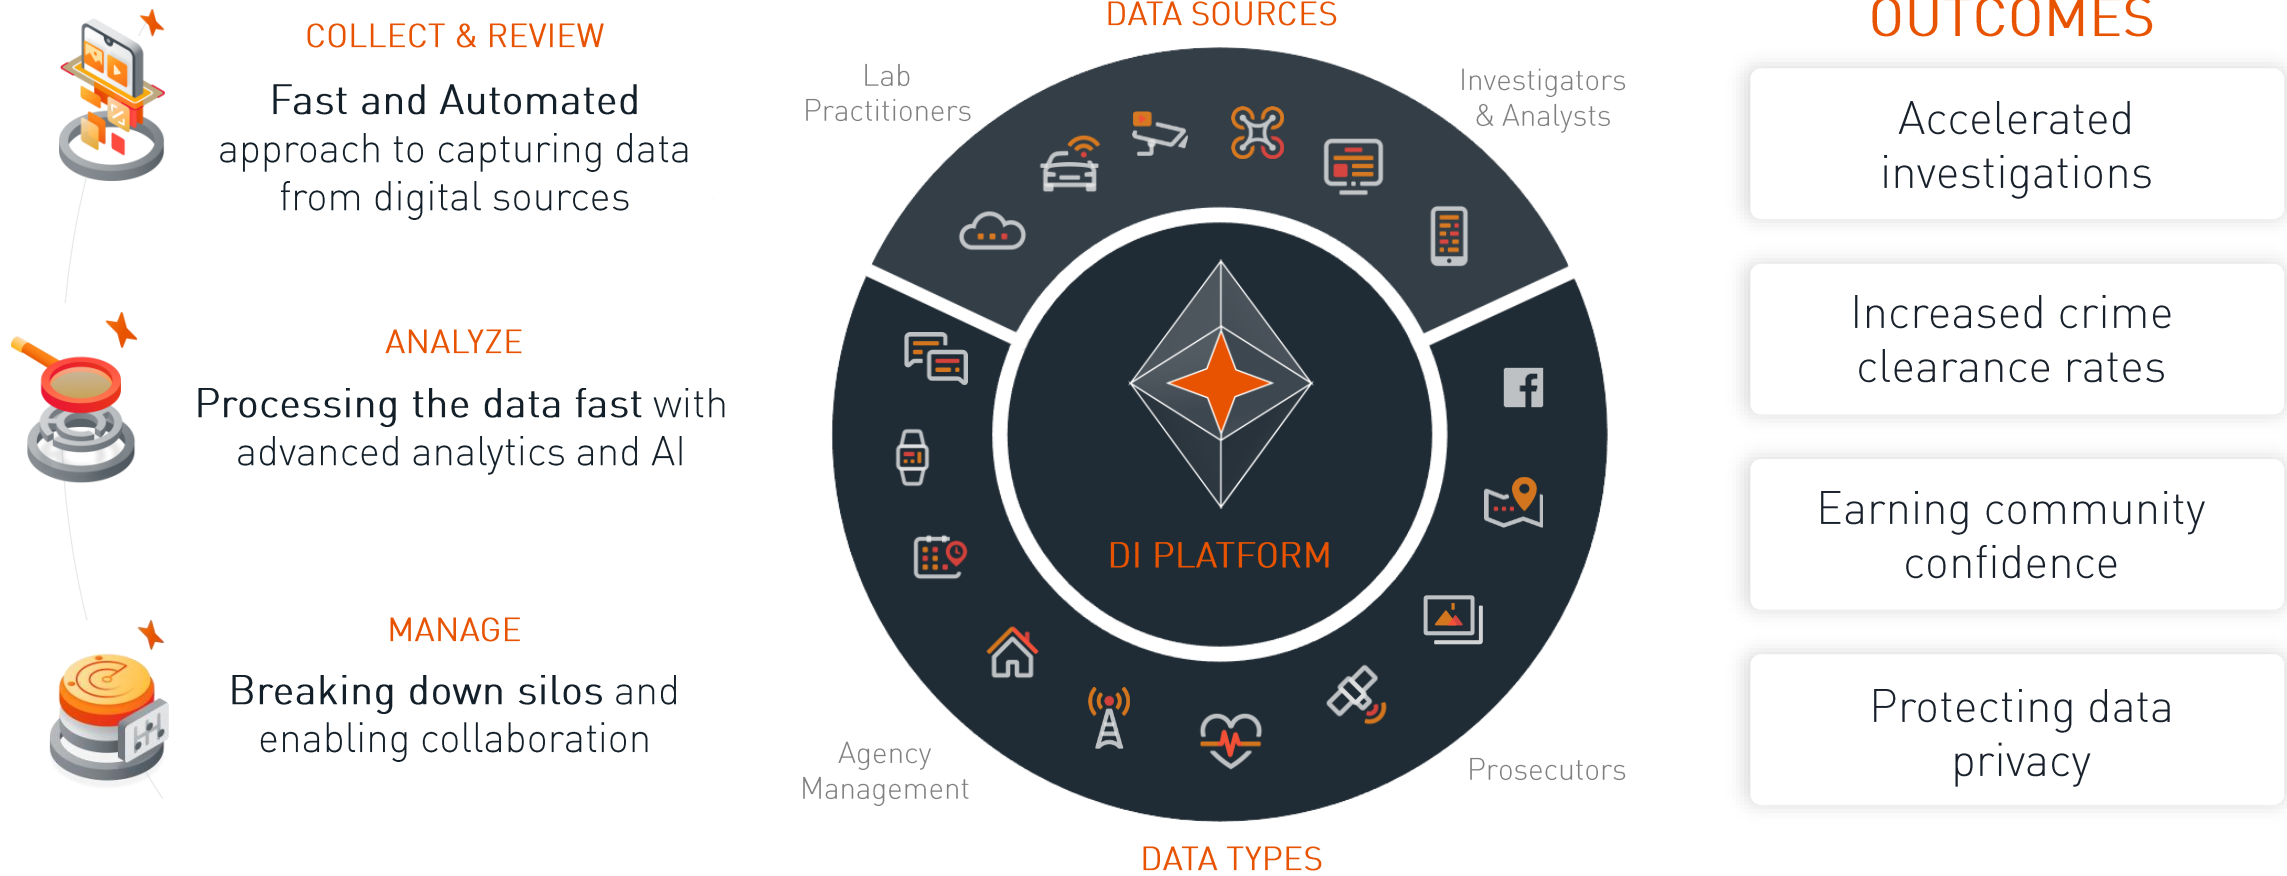 COLLECT & REVIEW
Fast and Automated
approach to capturing data
from digital sources
ANALYZE
Processing the data fast with
advanced analytics and AI
MANAGE
Breaking down silos and
enabling collaboration
DATA SOURCES
Lab
Practitioners
Investigators
& Analysts
DI PLATFORM
Agency
Management
Prosecutors
DATA TYPES
OUTCOMES
Accelerated
investigations
Increased crime
clearance rates
Earning community
confidence
Protecting data
privacy